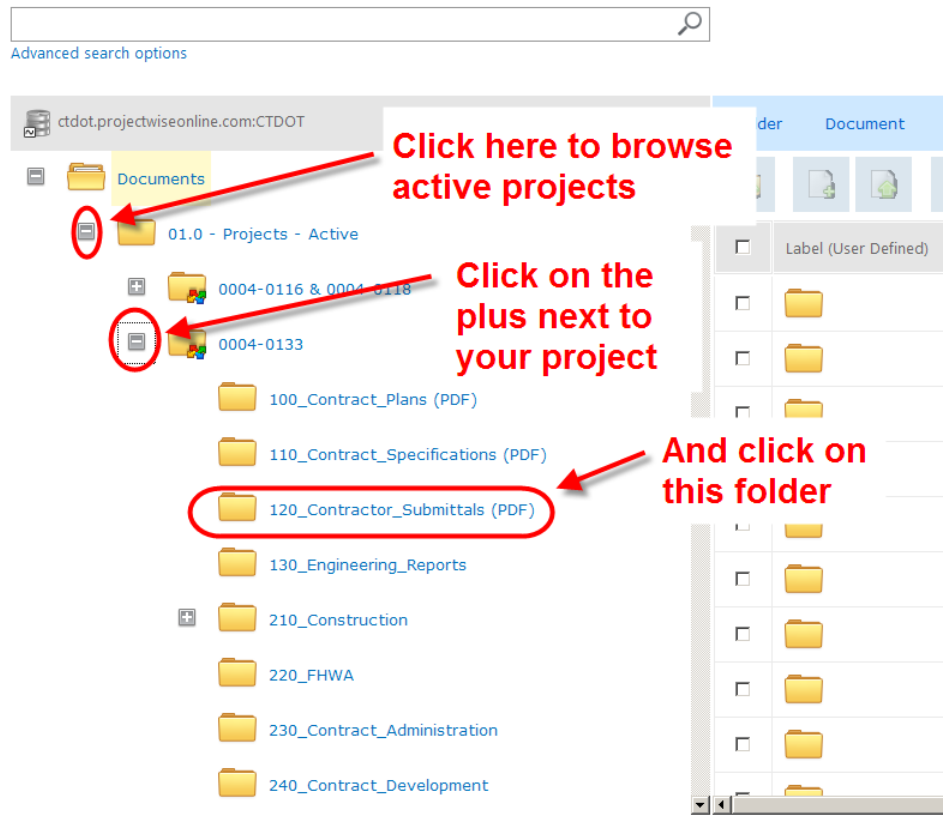 Advanced search options
ctdot.projectwiseonline.com:CTDOT
Click here to browse
active projects
Document
Documents
01.0 - Projects - Active
Label (User Defined)
0004-0116 & 0004-0118
Click on the
plus next to
your project
0004-0133
100_Contract_Plans (PDF)
110_Contract_Specifications (PDF)
And click on
this folder
120_Contractor_Submittals (PDF)
130_Engineering_Reports
210_Construction
220_FHWA
230_Contract_Administration
240_Contract_Development